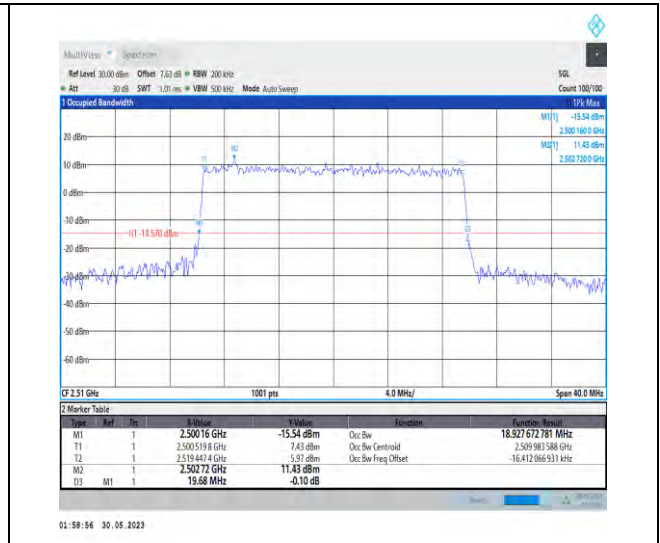 MultiView Spectrum
Ref Level 30.00 dBm Offset 7.63 dB RBW 200 kHz SGL
Att 30 dB SWT 1.01 ms VBW 500 kHz Mode Auto Sweep Count 100/100
1 Occupied Bandwidth 1Pk Max
M1[1] -15.54 dBm
2.500 160 0 GHz
M2[1] 11.43 dBm
2.502 720 0 GHz
20 dBm
M2
T1
10 dBm
0 dBm
-10 dBm
M1
H1 -14.570 dBm
-20 dBm
-30 dBm
-40 dBm
-50 dBm
-60 dBm
CF 2.51 GHz 1001 pts 4.0 MHz/ Span 40.0 MHz
2 Marker Table
Type Ref Trc X-Value Y-Value Function Function Result
M1 1 2.50016 GHz -15.54 dBm Occ Bw 18.927 672 781 MHz
T1 1 2.500 519 8 GHz 7.43 dBm Occ Bw Centroid 2.509 983 588 GHz
T2 1 2.519 447 4 GHz 5.97 dBm Occ Bw Freq Offset -16.412 066 931 kHz
M2 1 2.50272 GHz 11.43 dBm
D3 M1 1 19.68 MHz -0.10 dB
01:58:56 30.05.2023